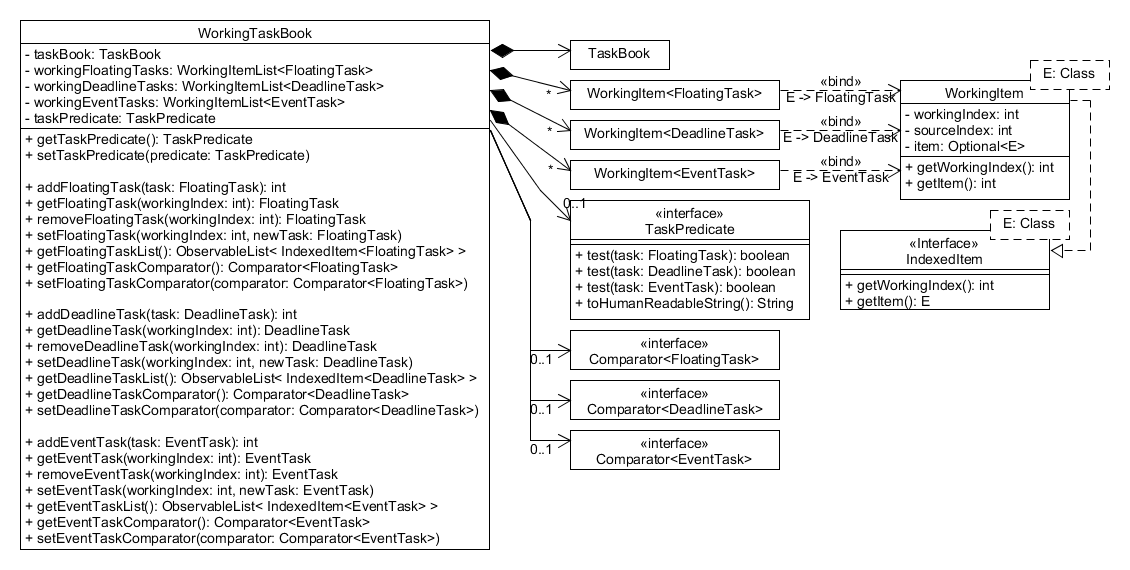 WorkingTaskBook
- taskBook: TaskBook
- workingFloatingTasks: WorkingItemList<FloatingTask>
- workingDeadlineTasks: WorkingItemList<DeadlineTask>
- workingEventTasks: WorkingItemList<EventTask>
- taskPredicate: TaskPredicate
+ getTaskPredicate(): TaskPredicate
+ setTaskPredicate(predicate: TaskPredicate)
+ addFloatingTask(task: FloatingTask): int
+ getFloatingTask(workingIndex: int): FloatingTask
+ removeFloatingTask(workingIndex: int): FloatingTask
+ setFloatingTask(workingIndex: int, newTask: FloatingTask)
+ getFloatingTaskList(): ObservableList< IndexedItem<FloatingTask> >
+ getFloatingTaskComparator(): Comparator<FloatingTask>
+ setFloatingTaskComparator(comparator: Comparator<FloatingTask>)
+ addDeadlineTask(task: DeadlineTask): int
+ getDeadlineTask(workingIndex: int): DeadlineTask
+ removeDeadlineTask(workingIndex: int): DeadlineTask
+ setDeadlineTask(workingIndex: int, newTask: DeadlineTask)
+ getDeadlineTaskList(): ObservableList< IndexedItem<DeadlineTask> >
+ getDeadlineTaskComparator(): Comparator<DeadlineTask>
+ setDeadlineTaskComparator(comparator: Comparator<DeadlineTask>)
+ addEventTask(task: EventTask): int
+ getEventTask(workingIndex: int): EventTask
+ removeEventTask(workingIndex: int): EventTask
+ setEventTask(workingIndex: int, newTask: EventTask)
+ getEventTaskList(): ObservableList< IndexedItem<EventTask> >
+ getEventTaskComparator(): Comparator<EventTask>
+ setEventTaskComparator(comparator: Comparator<EventTask>)
TaskBook
*
WorkingItem<FloatingTask>
*
WorkingItem<DeadlineTask>
*
WorkingItem<EventTask>
0..1
«interface»
TaskPredicate
+ test(task: FloatingTask): boolean
+ test(task: DeadlineTask): boolean
+ test(task: EventTask): boolean
+ toHumanReadableString(): String
0..1
«interface»
Comparator<FloatingTask>
0..1
«interface»
Comparator<DeadlineTask>
0..1
«interface»
Comparator<EventTask>
«bind»
E -> FloatingTask
«bind»
E -> DeadlineTask
«bind»
E -> EventTask
E: Class
WorkingItem
- workingIndex: int
- sourceIndex: int
- item: Optional<E>
+ getWorkingIndex(): int
+ getItem(): int
E: Class
«Interface»
IndexedItem
+ getWorkingIndex(): int
+ getItem(): E